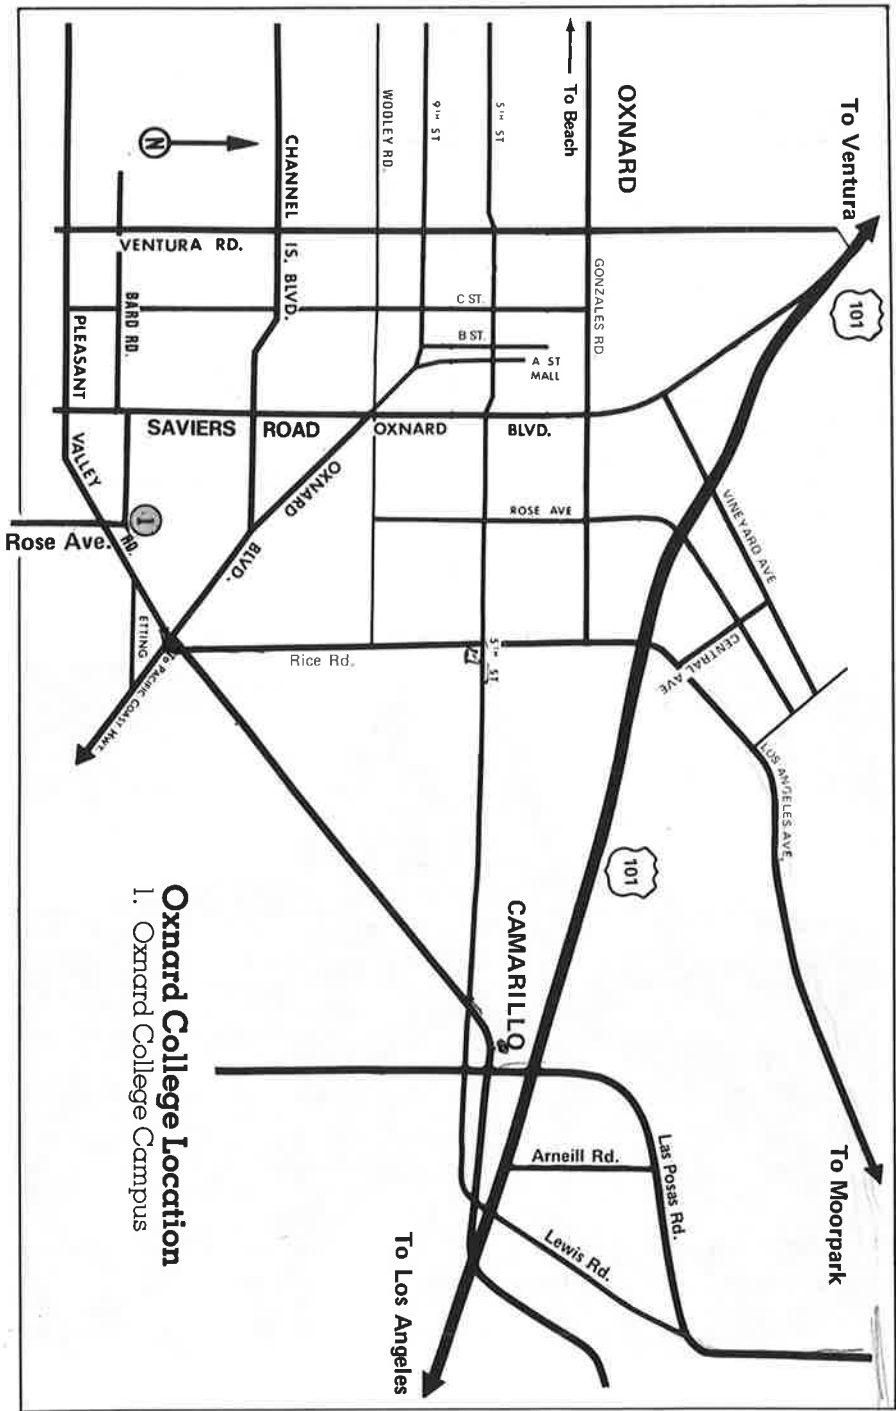 To Ventura
101
OXNARD
To Beach
GONZALES RD.
5TH ST
9TH ST
WOOLEY RD.
N
CHANNEL IS. BLVD.
VENTURA RD.
BARD RD.
PLEASANT VALLEY RD.
C ST.
B ST.
A ST
MALL
SAVIERS ROAD
OXNARD BLVD.
OXNARD BLVD.
ROSE AVE
Rose Ave.
1
VINEYARD AVE
CENTRAL AVE
LOS ANGELES AVE.
ETTING
To PACIFIC COAST HWY.
Rice Rd.
5TH ST
101
CAMARILLO
To Moorpark
Las Posas Rd.
Arneill Rd.
Lewis Rd.
To Los Angeles
Oxnard College Location
1. Oxnard College Campus